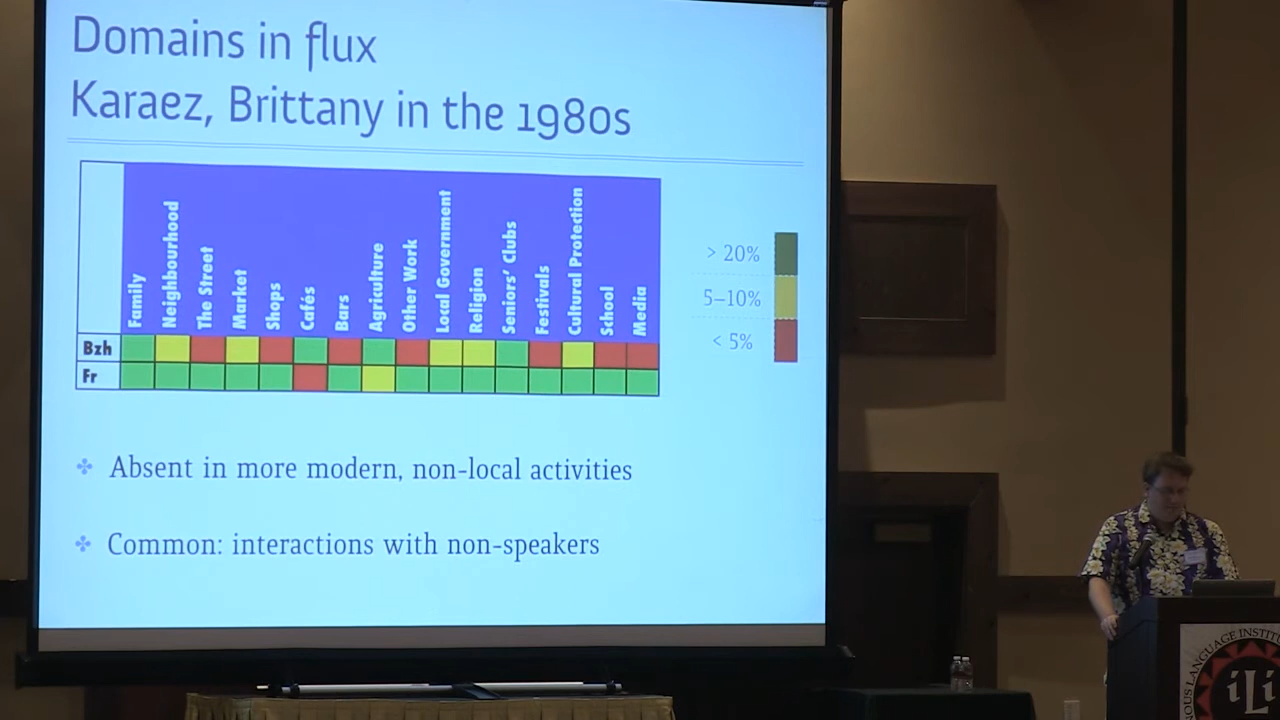 Domains in flux
Karaez, Brittany in the 1980s
Family
Neighbourhood
The Street
Market
Shops
Cafés
Bars
Agriculture
Other Work
Local Government
Religion
Seniors' Clubs
Festivals
Cultural Protection
School
Media
Bzh
Fr
> 20%
5–10%
< 5%
Absent in more modern, non-local activities
Common: interactions with non-speakers
LANGUAGE
iLi